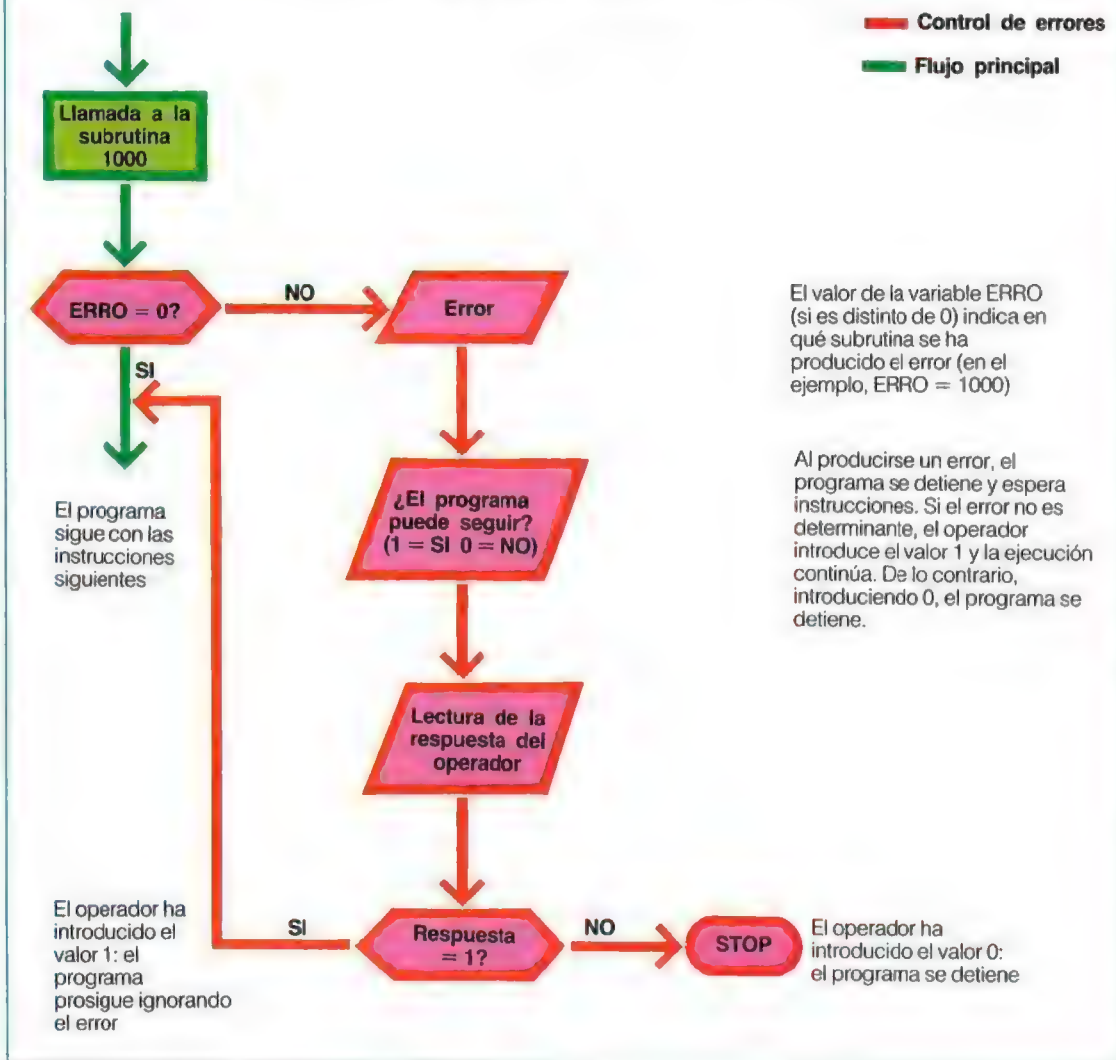 Control de errores
Flujo principal
Llamada a la
subrutina
1000
ERRO = 0?
NO
Error
SI
El valor de la variable ERRO
(si es distinto de 0) indica en
qué subrutina se ha
producido el error (en el
ejemplo, ERRO = 1000)
Al producirse un error, el
programa se detiene y espera
instrucciones. Si el error no es
determinante, el operador
introduce el valor 1 y la ejecución
continúa. De lo contrario,
introduciendo 0, el programa se
detiene.
El programa
sigue con las
instrucciones
siguientes
¿El programa
puede seguir?
(1 = SI 0 = NO)
Lectura de la
respuesta del
operador
El operador ha
introducido el
valor 1: el
programa
prosigue ignorando
el error
SI
Respuesta
= 1?
NO
STOP
El operador ha
introducido el valor 0:
el programa se detiene